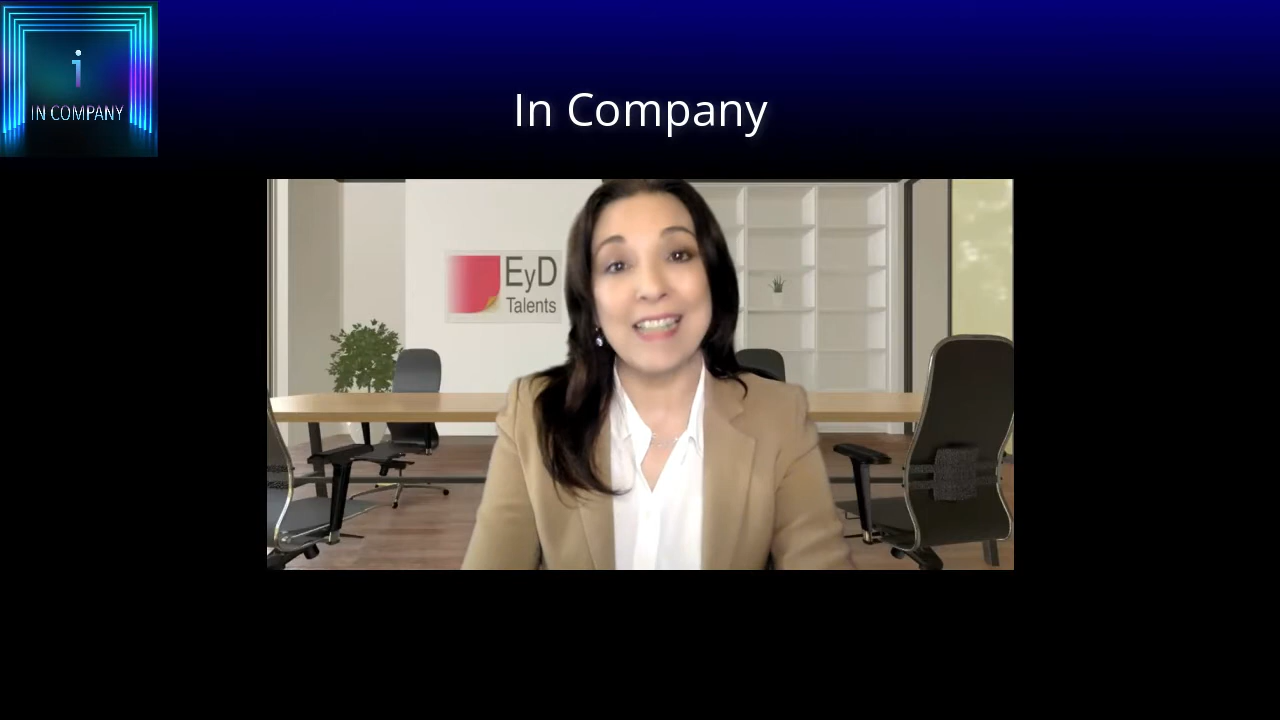 i
IN COMPANY
In Company
EyD
Talents